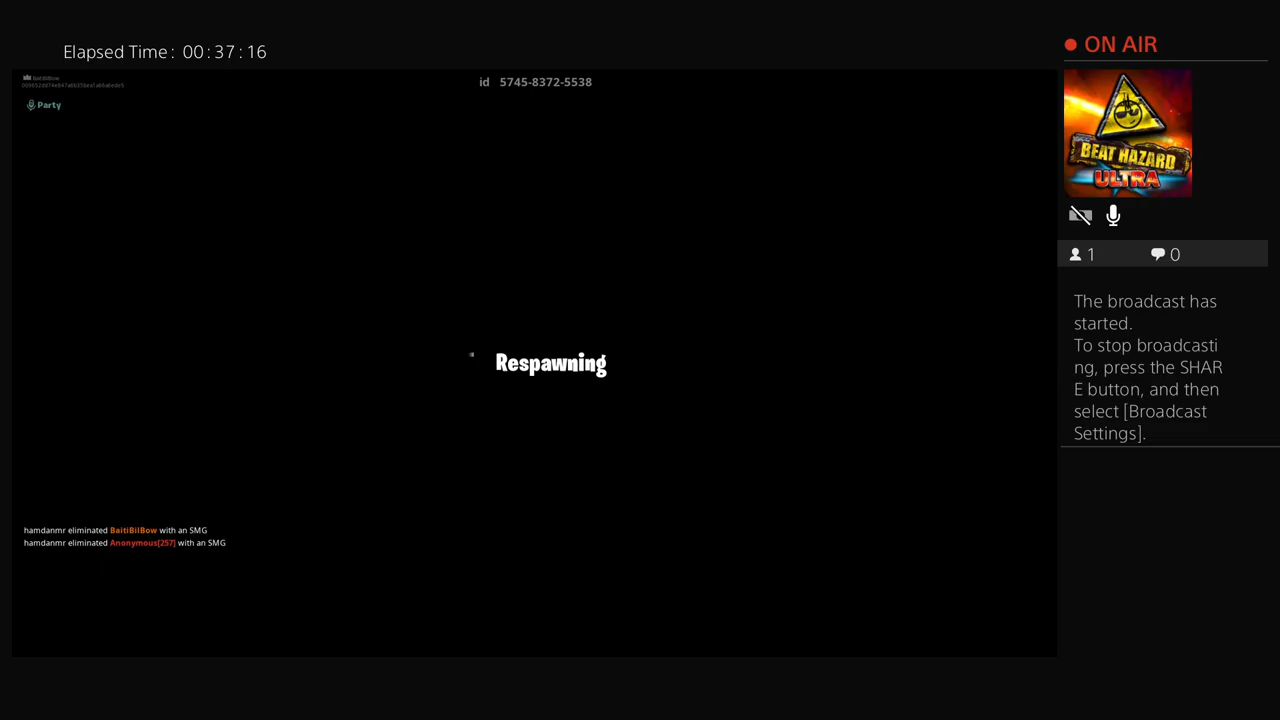 Elapsed Time: 00:37:16
ON AIR
BaitiBilBow
id 5745-8372-5538
Party
BEAT HAZARD
ULTRA
1 0
The broadcast has
started.
To stop broadcasti
ng, press the SHAR
E button, and then
select [Broadcast
Settings].
Respawning
hamdanmr eliminated BaitiBilBow with an SMG
hamdanmr eliminated Anonymous[257] with an SMG